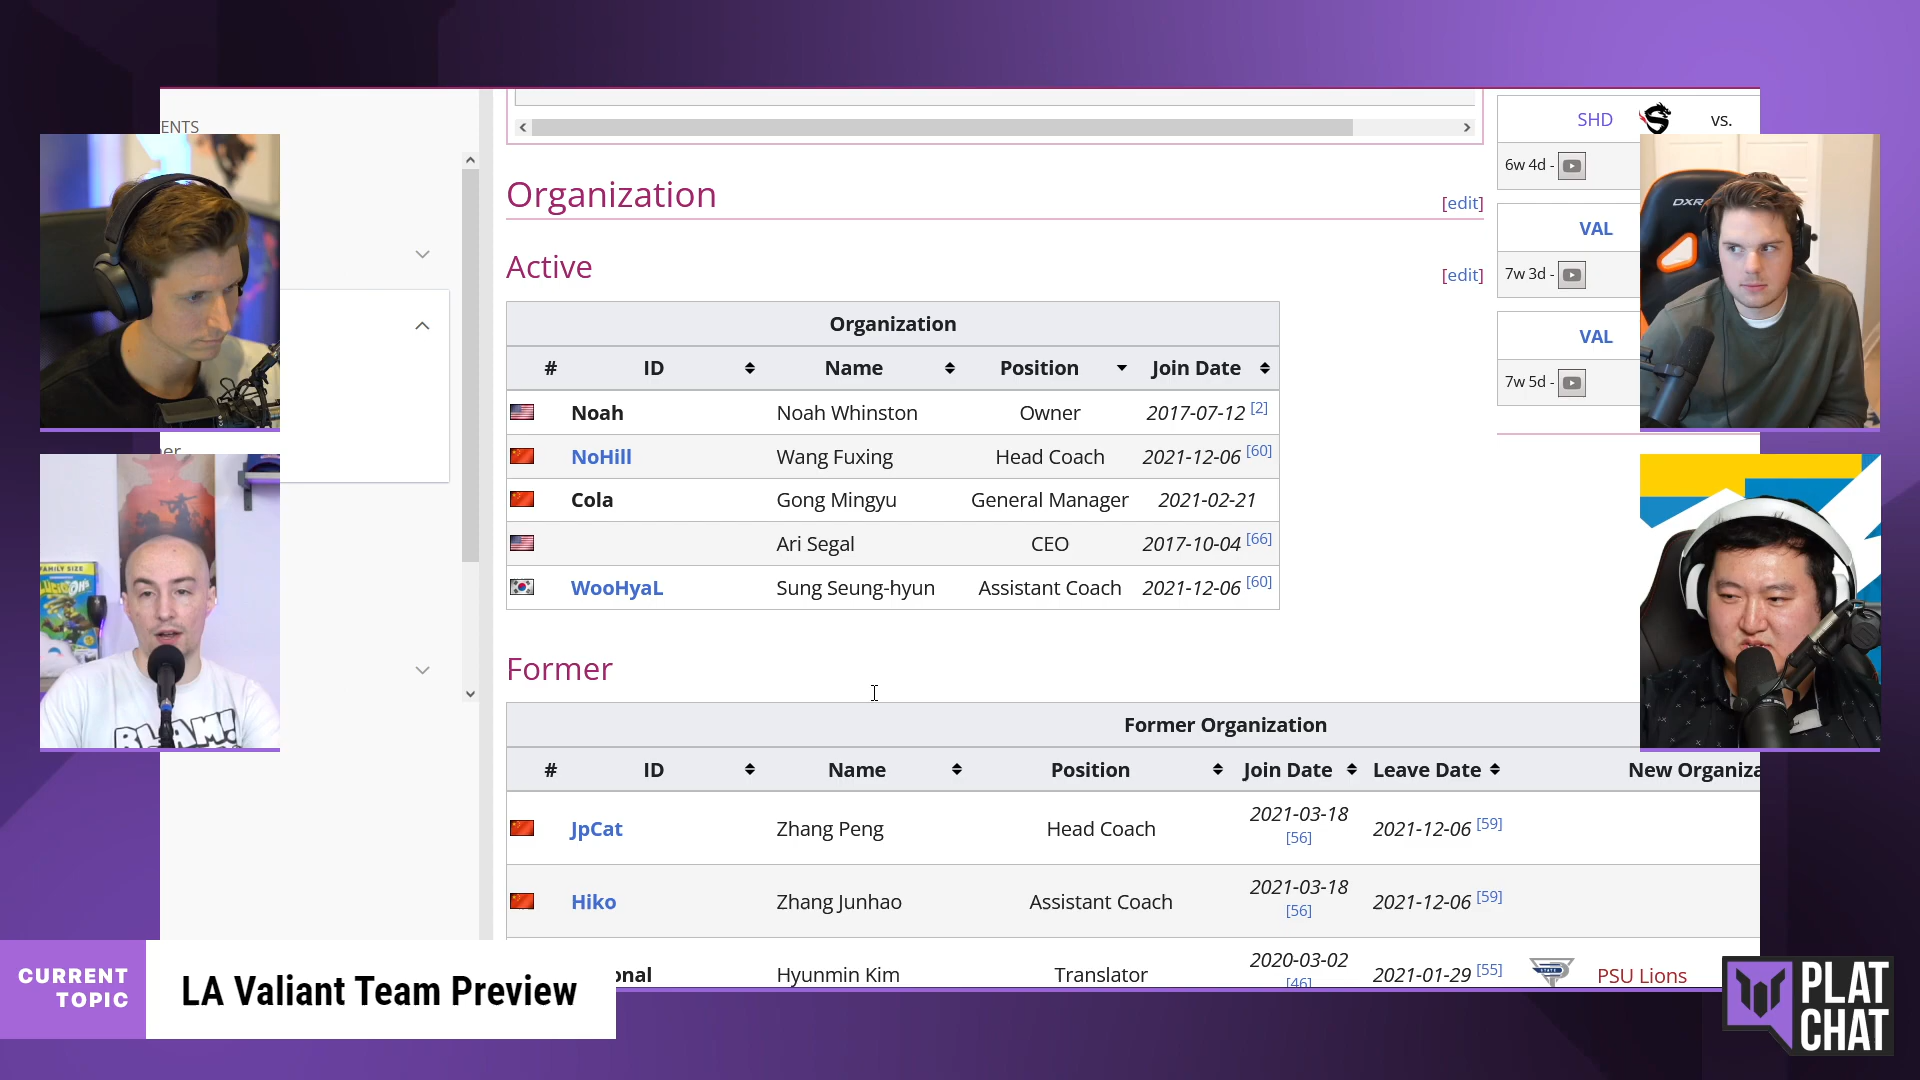 ENTS
SHD vs.
6w 4d -
Organization [edit]
VAL
DXR
Active [edit]
7w 3d -
Organization
VAL
# ID Name Position Join Date
7w 5d -
Noah Noah Whinston Owner 2017-07-12 [2]
NoHill Wang Fuxing Head Coach 2021-12-06 [60]
Cola Gong Mingyu General Manager 2021-02-21
Ari Segal CEO 2017-10-04 [66]
WooHyaL Sung Seung-hyun Assistant Coach 2021-12-06 [60]
FAMILY SIZE
BLAM!
Former
Former Organization
# ID Name Position Join Date Leave Date New Organiza
JpCat Zhang Peng Head Coach 2021-03-18 [56] 2021-12-06 [59]
Hiko Zhang Junhao Assistant Coach 2021-03-18 [56] 2021-12-06 [59]
onal Hyunmin Kim Translator 2020-03-02 [46] 2021-01-29 [55] STATE PSU Lions
CURRENT
TOPIC
LA Valiant Team Preview
PLAT
CHAT